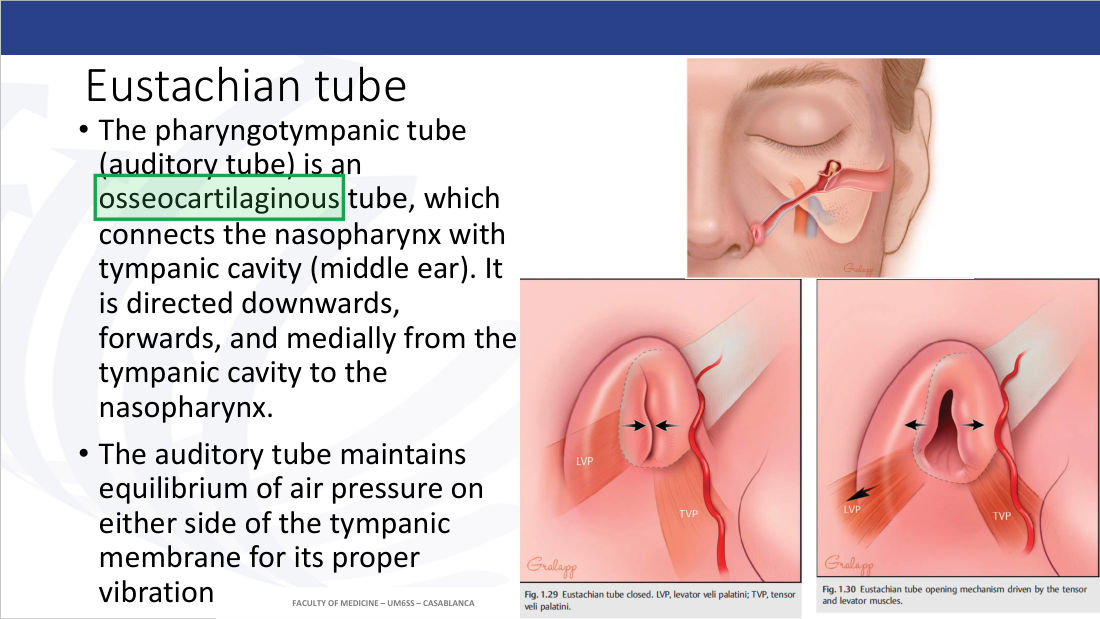 Eustachian tube
• The pharyngotympanic tube
(auditory tube) is an
osseocartilaginous tube, which
connects the nasopharynx with
tympanic cavity (middle ear). It
is directed downwards,
forwards, and medially from the
tympanic cavity to the
nasopharynx.
• The auditory tube maintains
equilibrium of air pressure on
either side of the tympanic
membrane for its proper
vibration
FACULTY OF MEDICINE – UM6SS – CASABLANCA
Gralapp
LVP
TVP
Gralapp
Fig. 1.29 Eustachian tube closed. LVP, levator veli palatini; TVP, tensor
veli palatini.
LVP
TVP
Gralapp
Fig. 1.30 Eustachian tube opening mechanism driven by the tensor
and levator muscles.